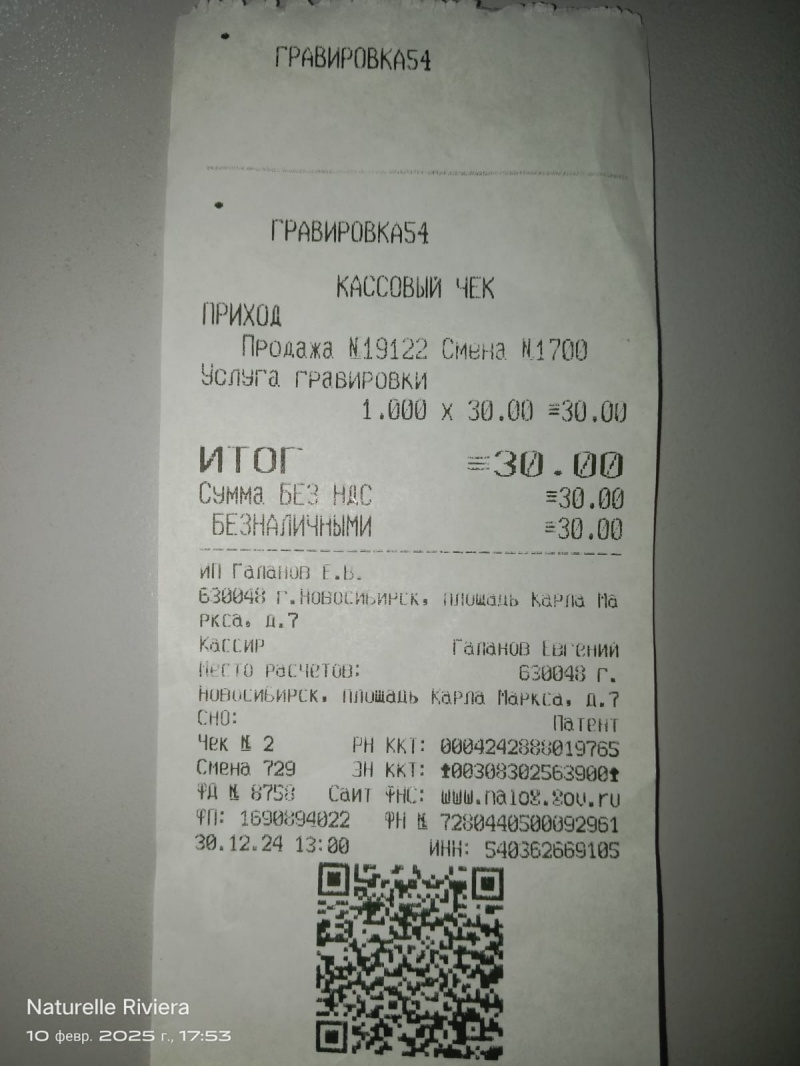 ГРАВИРОВКА54
ГРАВИРОВКА54
КАССОВЫЙ ЧЕК
ПРИХОД
Продажа №19122 Смена №1700
Услуга гравировки
1.000 x 30.00 ≡30.00
ИТОГ ≡30.00
Сумма БЕЗ НДС ≡30.00
БЕЗНАЛИЧНЫМИ ≡30.00
ИП Галанов Е.В.
630048 г.Новосибирск, площадь Карла Ма
ркса, д.7
Кассир Галанов Евгений
Место расчетов: 630048 г.
Новосибирск, площадь Карла Маркса, д.7
СНО: Патент
Чек № 2 РН ККТ: 0004242888019765
Смена 729 ЗН ККТ: ↑00308302563900↑
ФД № 8758 Сайт ФНС: www.nalog.gov.ru
ФП: 1690894022 ФН № 7280440500092961
30.12.24 13:00 ИНН: 540362669105
Naturelle Riviera
10 февр. 2025 г., 17:53